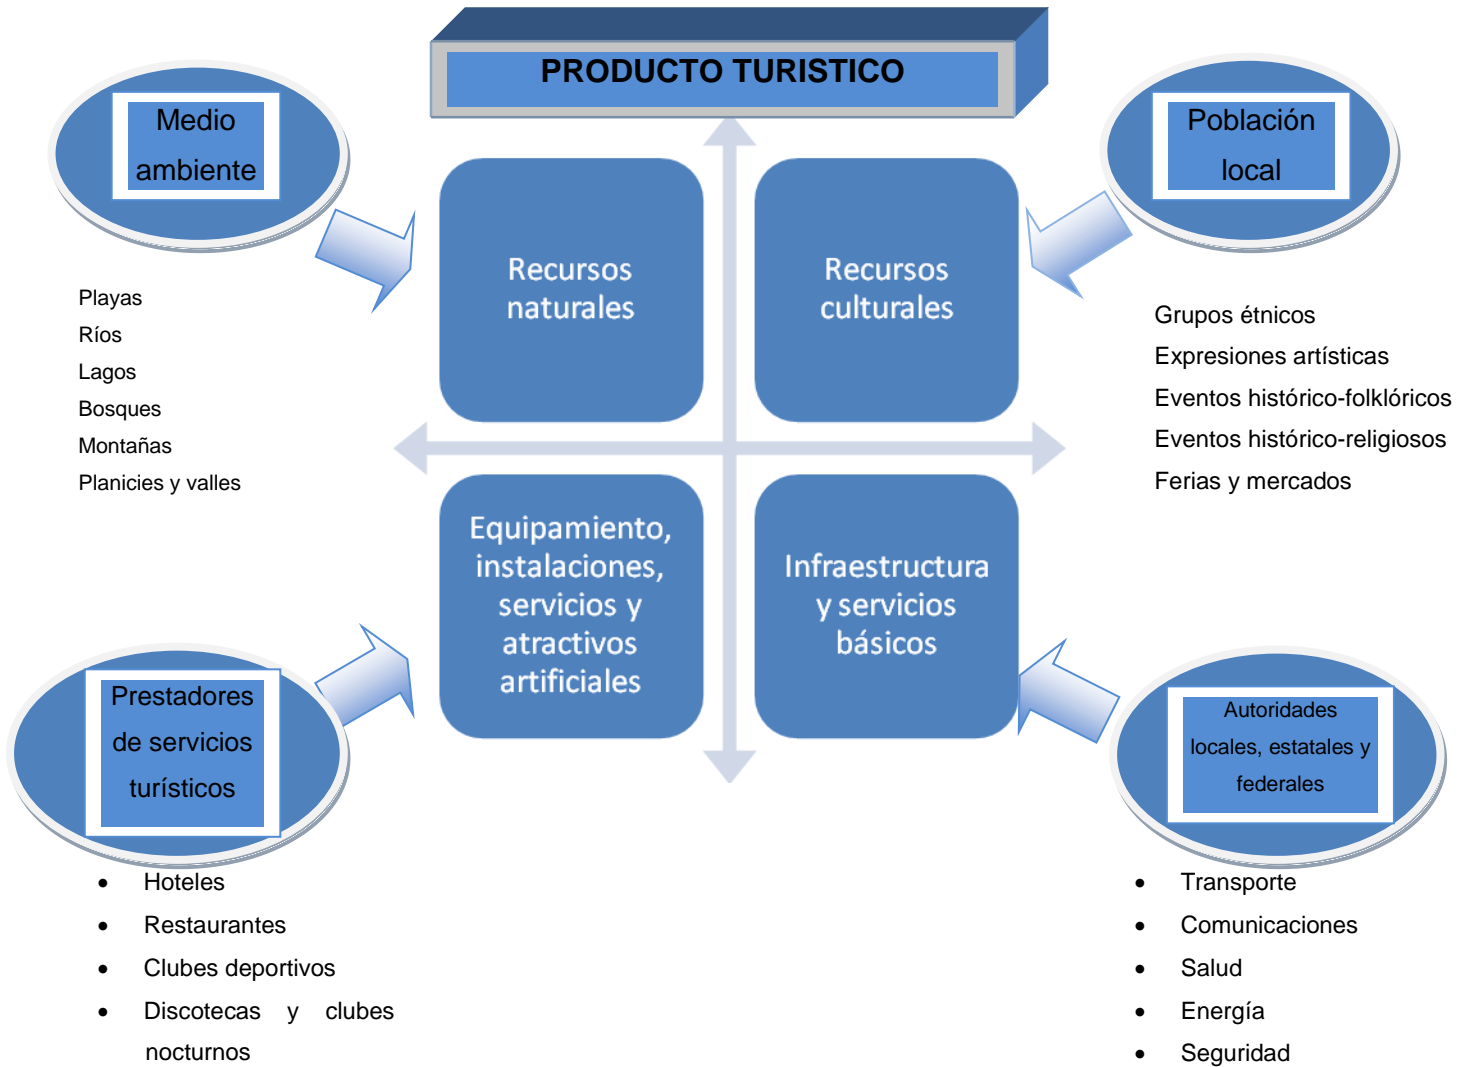 PRODUCTO TURISTICO
Medio
ambiente
Población
local
Recursos
naturales
Recursos
culturales
Playas
Ríos
Lagos
Bosques
Montañas
Planicies y valles
Grupos étnicos
Expresiones artísticas
Eventos histórico-folklóricos
Eventos histórico-religiosos
Ferias y mercados
Equipamiento,
instalaciones,
servicios y
atractivos
artificiales
Infraestructura
y servicios
básicos
Prestadores
de servicios
turísticos
Autoridades
locales, estatales y
federales
• Hoteles
• Restaurantes
• Clubes deportivos
• Discotecas y clubes
nocturnos
• Transporte
• Comunicaciones
• Salud
• Energía
• Seguridad